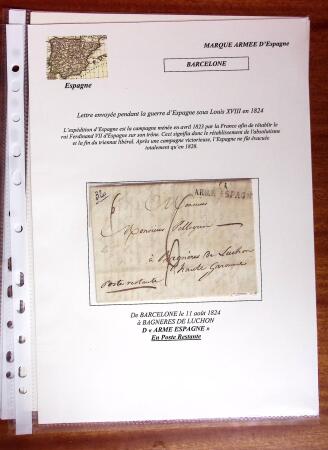 MARQUE ARMEE D'Espagne
BARCELONE
Espagne
Lettre envoyée pendant la guerre d'Espagne sous Louis XVIII en 1824
L'expédition d'Espagne est la campagne menée en avril 1823 par la France afin de rétablir le
roi Ferdinand VII d'Espagne sur son trône. Ceci signifia donc le rétablissement de l'absolutisme
et la fin du triennat libéral. Après une campagne victorieuse, l'Espagne ne fût évacuée
totalement qu'en 1828.
ARME ESPAGN
Monsieur
Monsieur
à Bagnères de Luchon
haute Garonne
Poste restante
De BARCELONE le 11 août 1824
à BAGNERES DE LUCHON
D « ARME ESPAGNE »
En Poste Restante